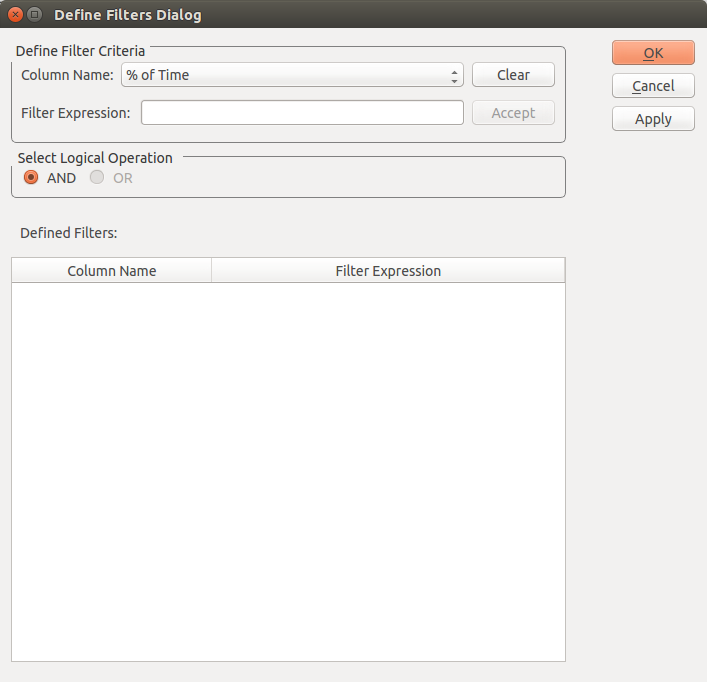 Define Filters Dialog
Define Filter Criteria
Column Name: % of Time Clear
Filter Expression: Accept
OK
Cancel
Apply
Select Logical Operation
AND OR
Defined Filters:
Column Name Filter Expression